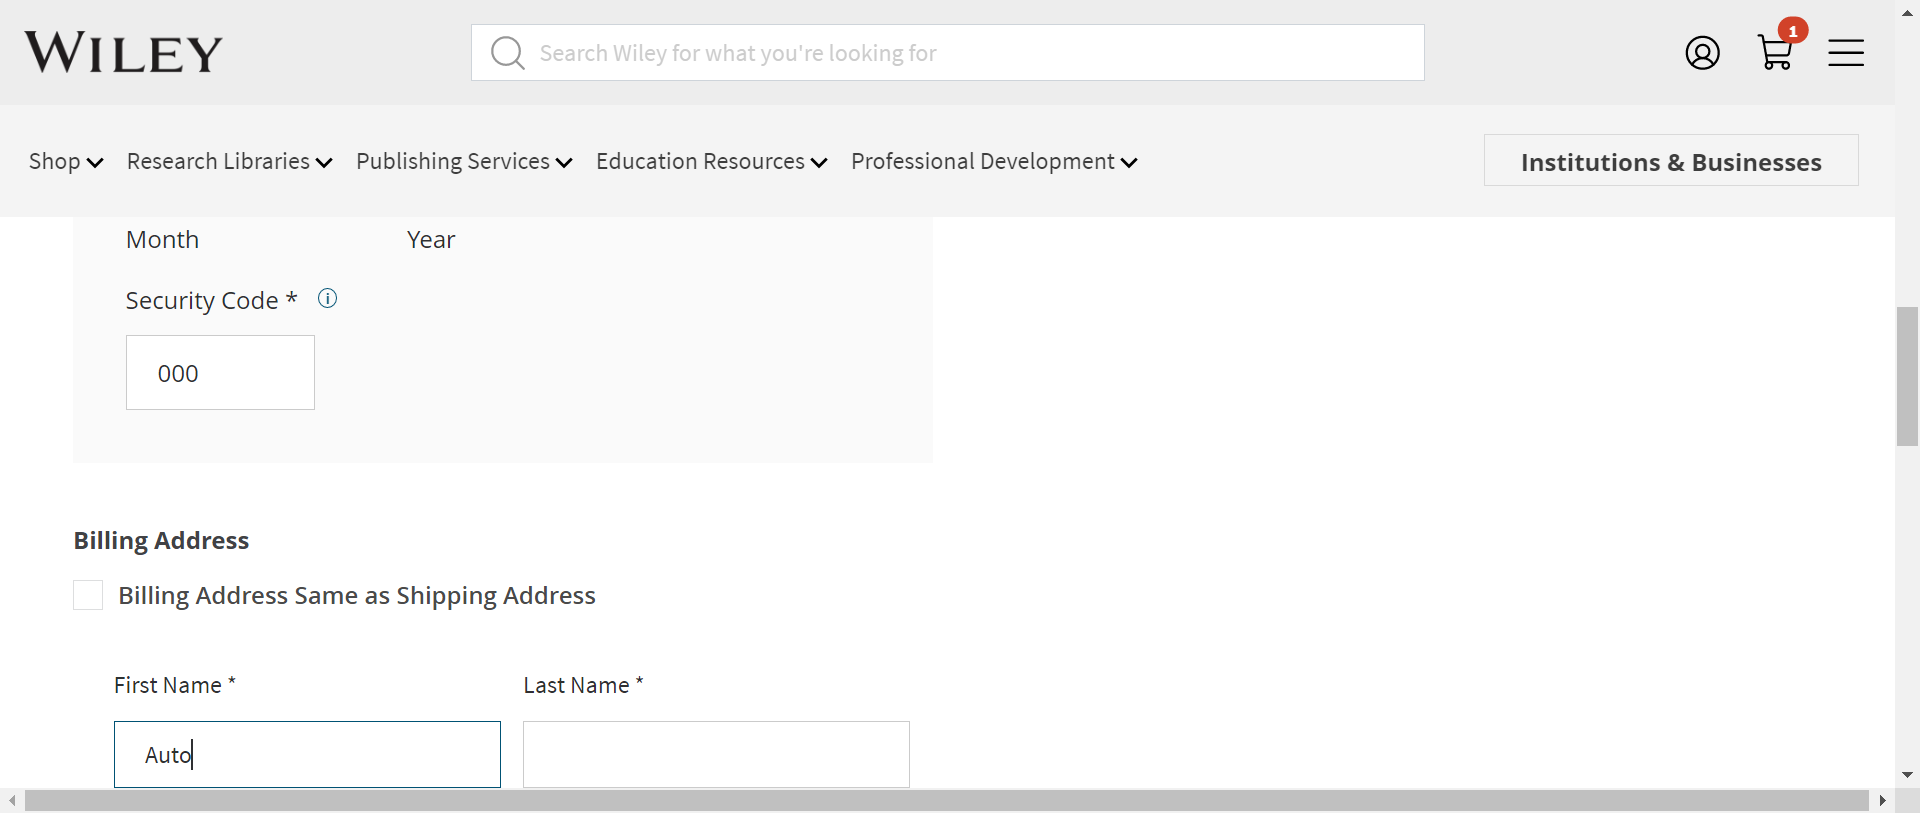 WILEY
Search Wiley for what you're looking for
1
Shop Research Libraries Publishing Services Education Resources Professional Development Institutions & Businesses
Month Year
Security Code *
000
Billing Address
Billing Address Same as Shipping Address
First Name * Last Name *
Auto